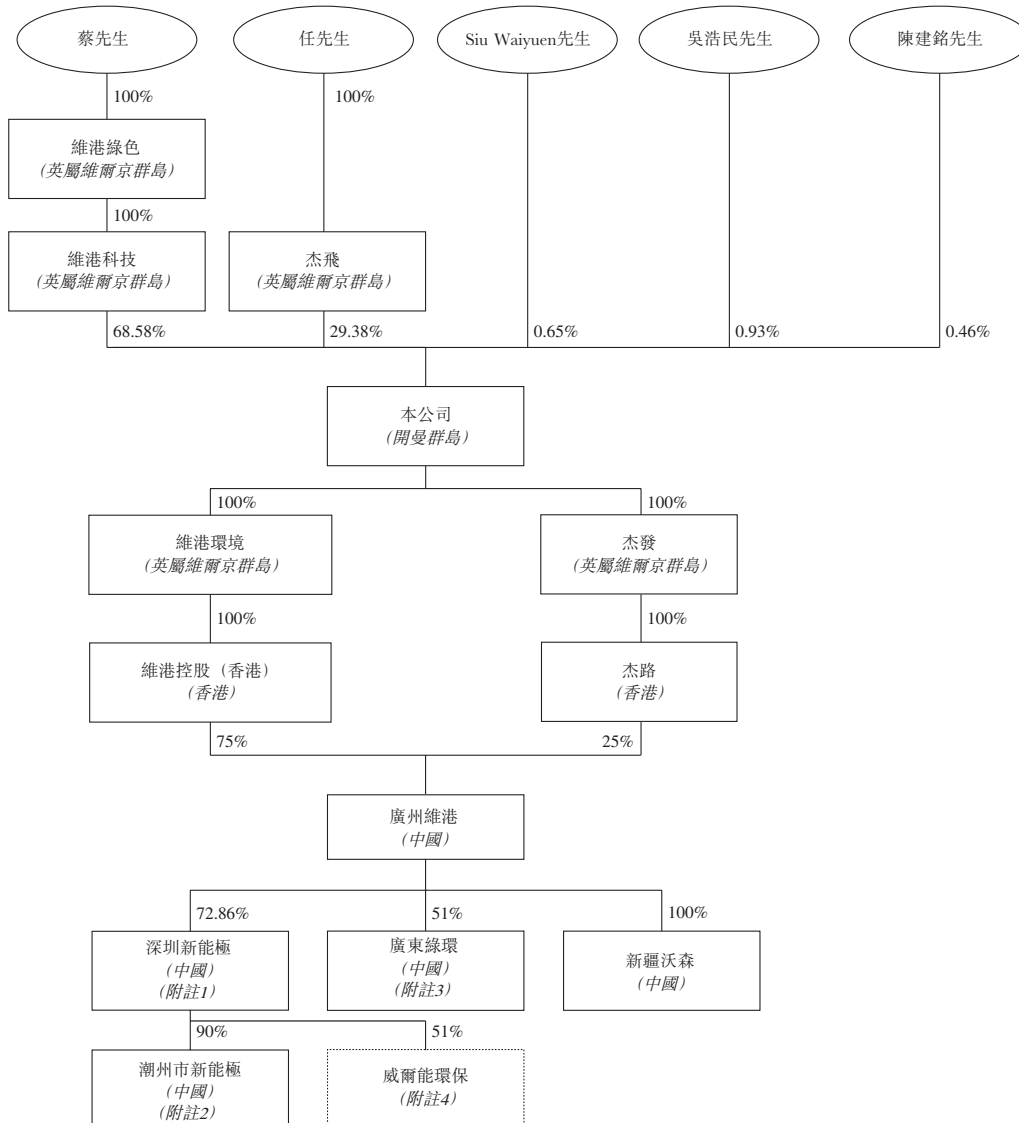 蔡先生
任先生
Siu Waiyuen先生
吳浩民先生
陳建銘先生
100%
100%
維港綠色
(英屬維爾京群島)
100%
維港科技
(英屬維爾京群島)
杰飛
(英屬維爾京群島)
68.58%
29.38%
0.65%
0.93%
0.46%
本公司
(開曼群島)
100%
100%
維港環境
(英屬維爾京群島)
杰發
(英屬維爾京群島)
100%
100%
維港控股（香港）
(香港)
杰路
(香港)
75%
25%
廣州維港
(中國)
72.86%
51%
100%
深圳新能極
(中國)
(附註1)
廣東綠環
(中國)
(附註3)
新疆沃森
(中國)
90%
51%
潮州市新能極
(中國)
(附註2)
威爾能環保
(附註4)